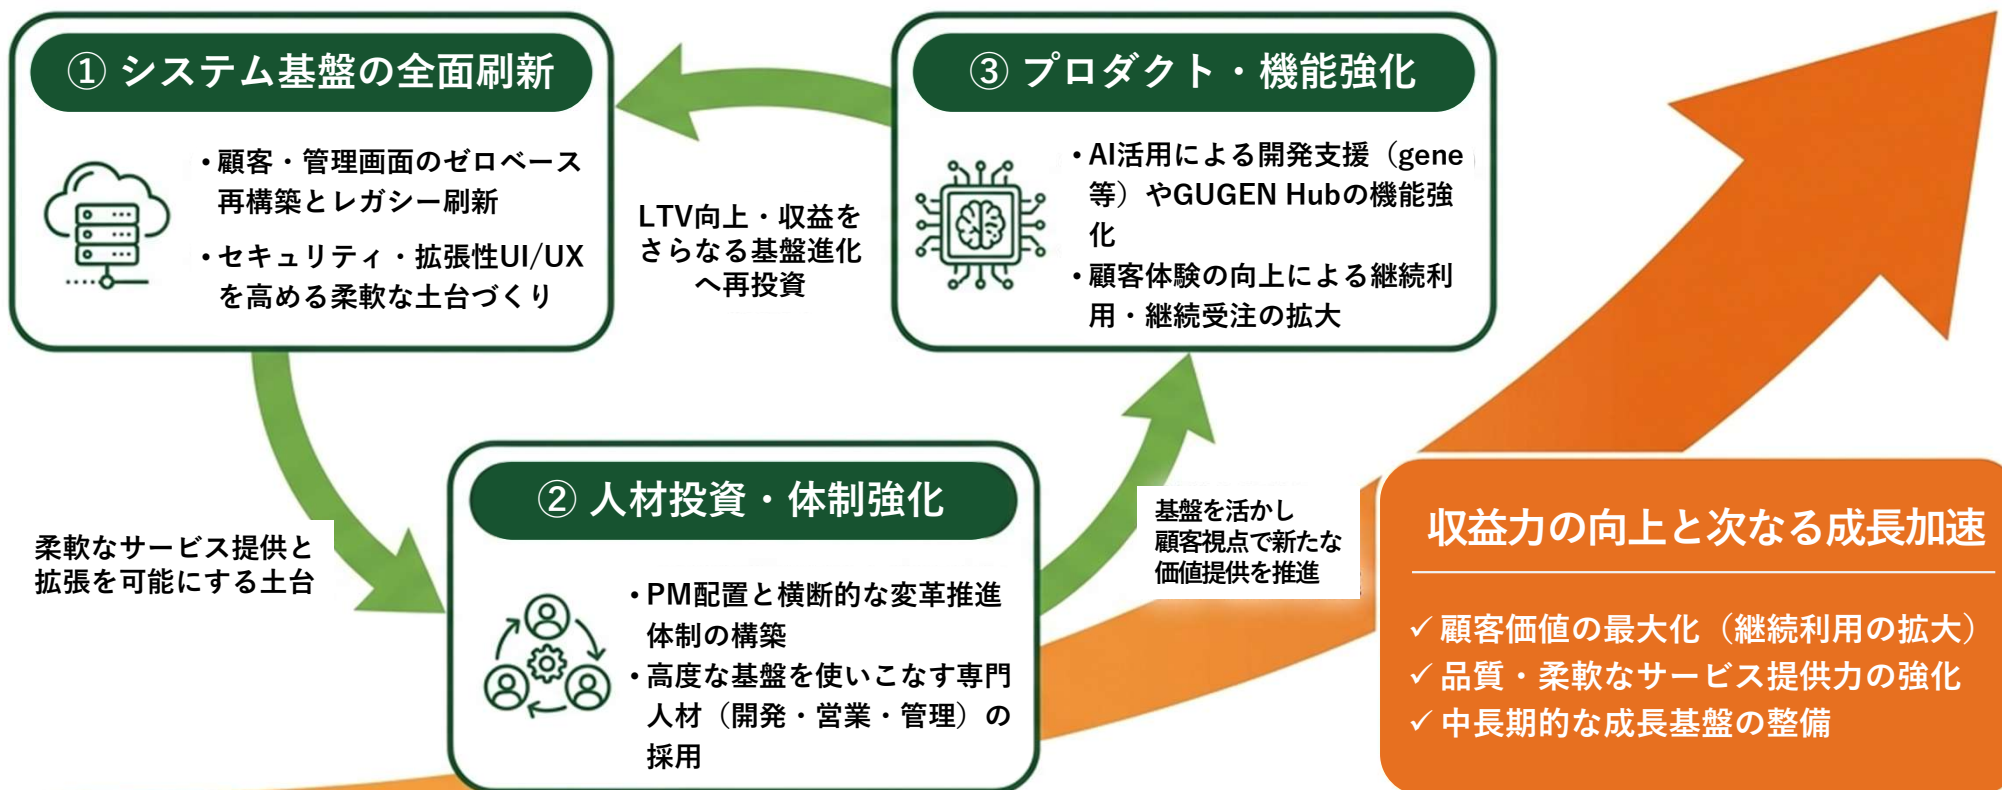 ① システム基盤の全面刷新
・顧客・管理画面のゼロベース
再構築とレガシー刷新
・セキュリティ・拡張性UI/UX
を高める柔軟な土台づくり
LTV向上・収益を
さらなる基盤進化
へ再投資
③ プロダクト・機能強化
・AI活用による開発支援（gene
等）やGUGEN Hubの機能強
化
・顧客体験の向上による継続利
用・継続受注の拡大
柔軟なサービス提供と
拡張を可能にする土台
② 人材投資・体制強化
・PM配置と横断的な変革推進
体制の構築
・高度な基盤を使いこなす専門
人材（開発・営業・管理）の
採用
基盤を活かし
顧客視点で新たな
価値提供を推進
収益力の向上と次なる成長加速
✓ 顧客価値の最大化（継続利用の拡大）
✓ 品質・柔軟なサービス提供力の強化
✓ 中長期的な成長基盤の整備